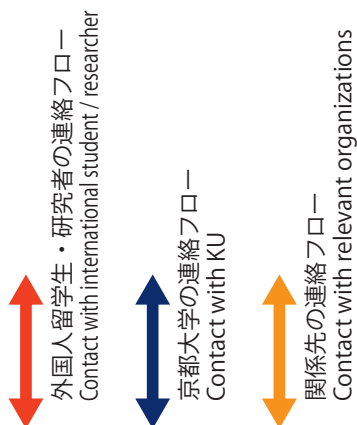 外国人留学生・研究者の連絡フロー
Contact with international student / researcher
京都大学の連絡フロー
Contact with KU
関係先の連絡フロー
Contact with relevant organizations